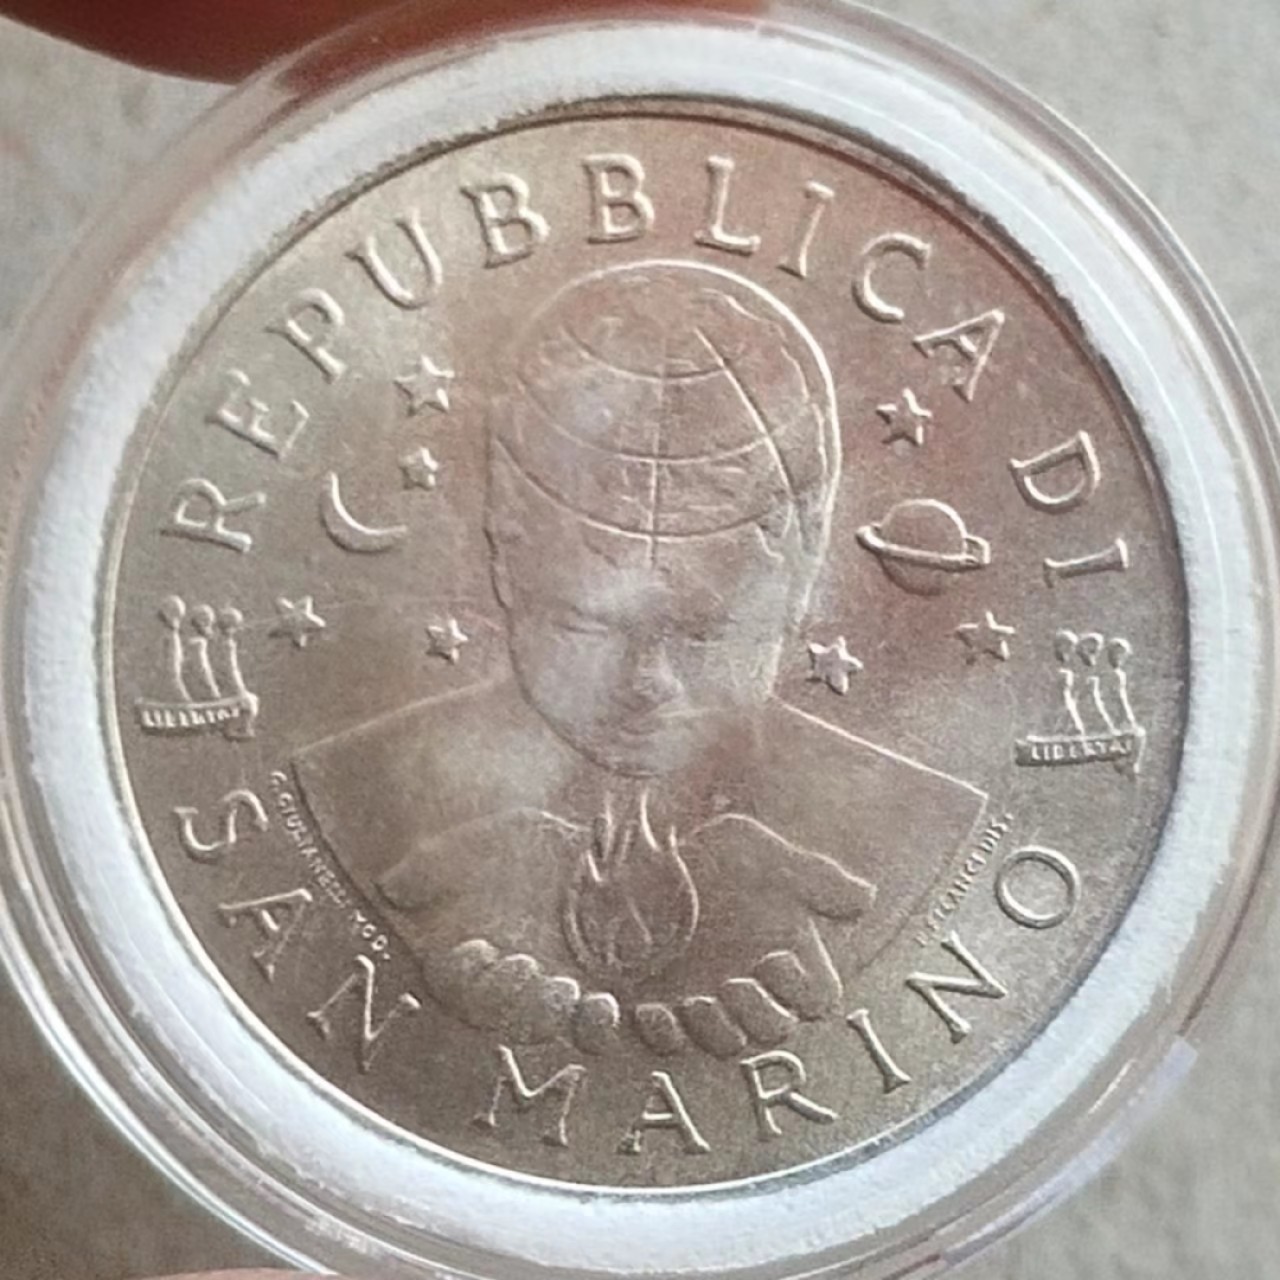 REPUBBLICA DI
SAN MARINO
LIBERTAS
LIBERTAS